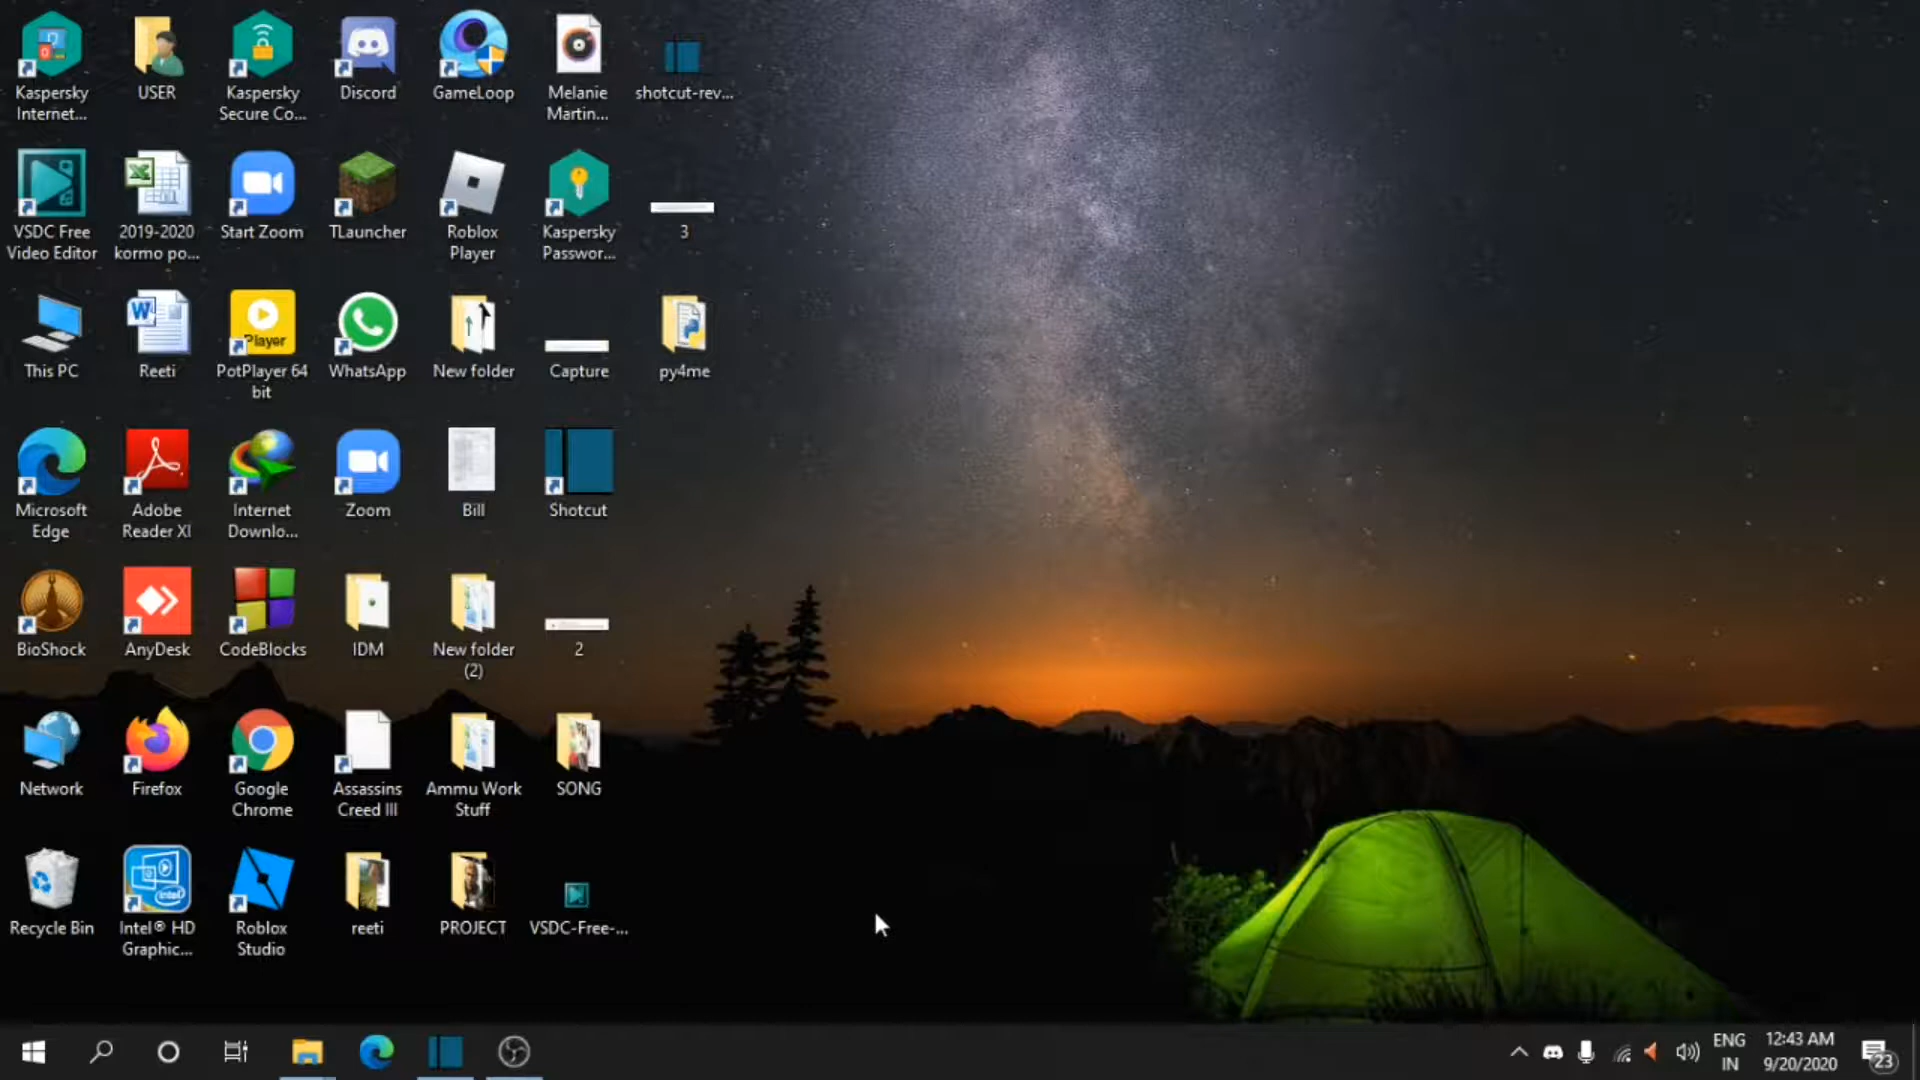 Kaspersky
Internet...
USER
Kaspersky
Secure Co...
Discord
GameLoop
Melanie
Martin...
shotcut-rev...
VSDC Free
Video Editor
2019-2020
kormo po...
Start Zoom
TLauncher
Roblox
Player
Kaspersky
Passwor...
3
This PC
Reeti
Player
PotPlayer 64
bit
WhatsApp
New folder
Capture
py4me
Microsoft
Edge
Adobe
Reader XI
Internet
Downlo...
Zoom
Bill
Shotcut
BioShock
AnyDesk
CodeBlocks
IDM
New folder
(2)
2
Network
Firefox
Google
Chrome
Assassins
Creed III
Ammu Work
Stuff
SONG
Recycle Bin
intel
Intel® HD
Graphic...
Roblox
Studio
reeti
PROJECT
VSDC-Free-...
ENG
IN
12:43 AM
9/20/2020
23